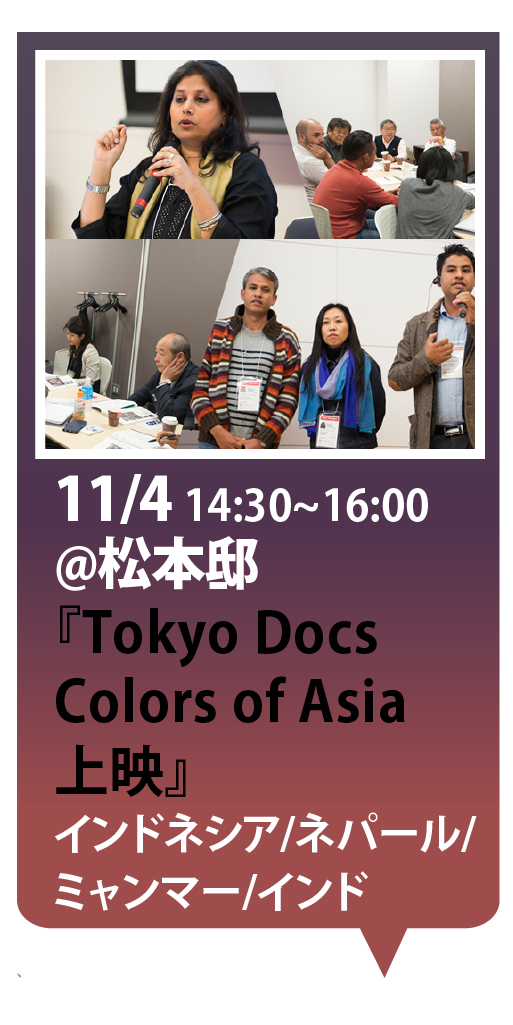 11/4 14:30~16:00
@松本邸
『Tokyo Docs
Colors of Asia
上映』
インドネシア/ネパール/
ミャンマー/インド
、